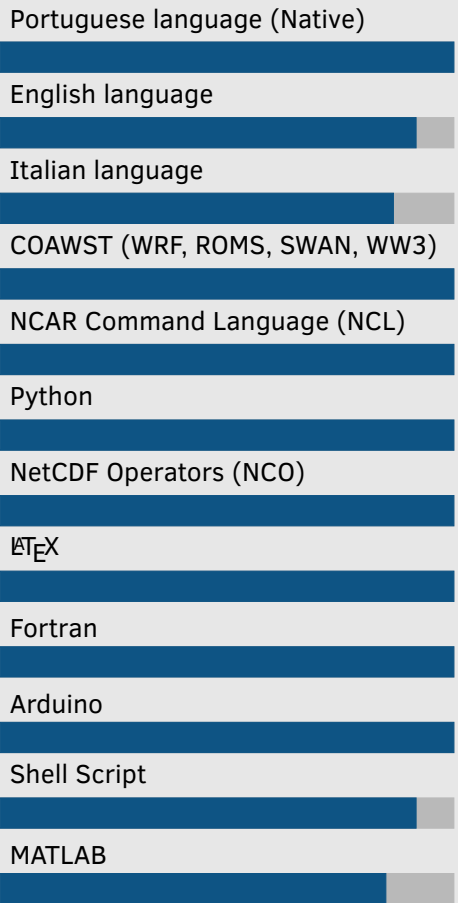 Portuguese language (Native)
English language
Italian language
COAWST (WRF, ROMS, SWAN, WW3)
NCAR Command Language (NCL)
Python
NetCDF Operators (NCO)
LATEX
Fortran
Arduino
Shell Script
MATLAB